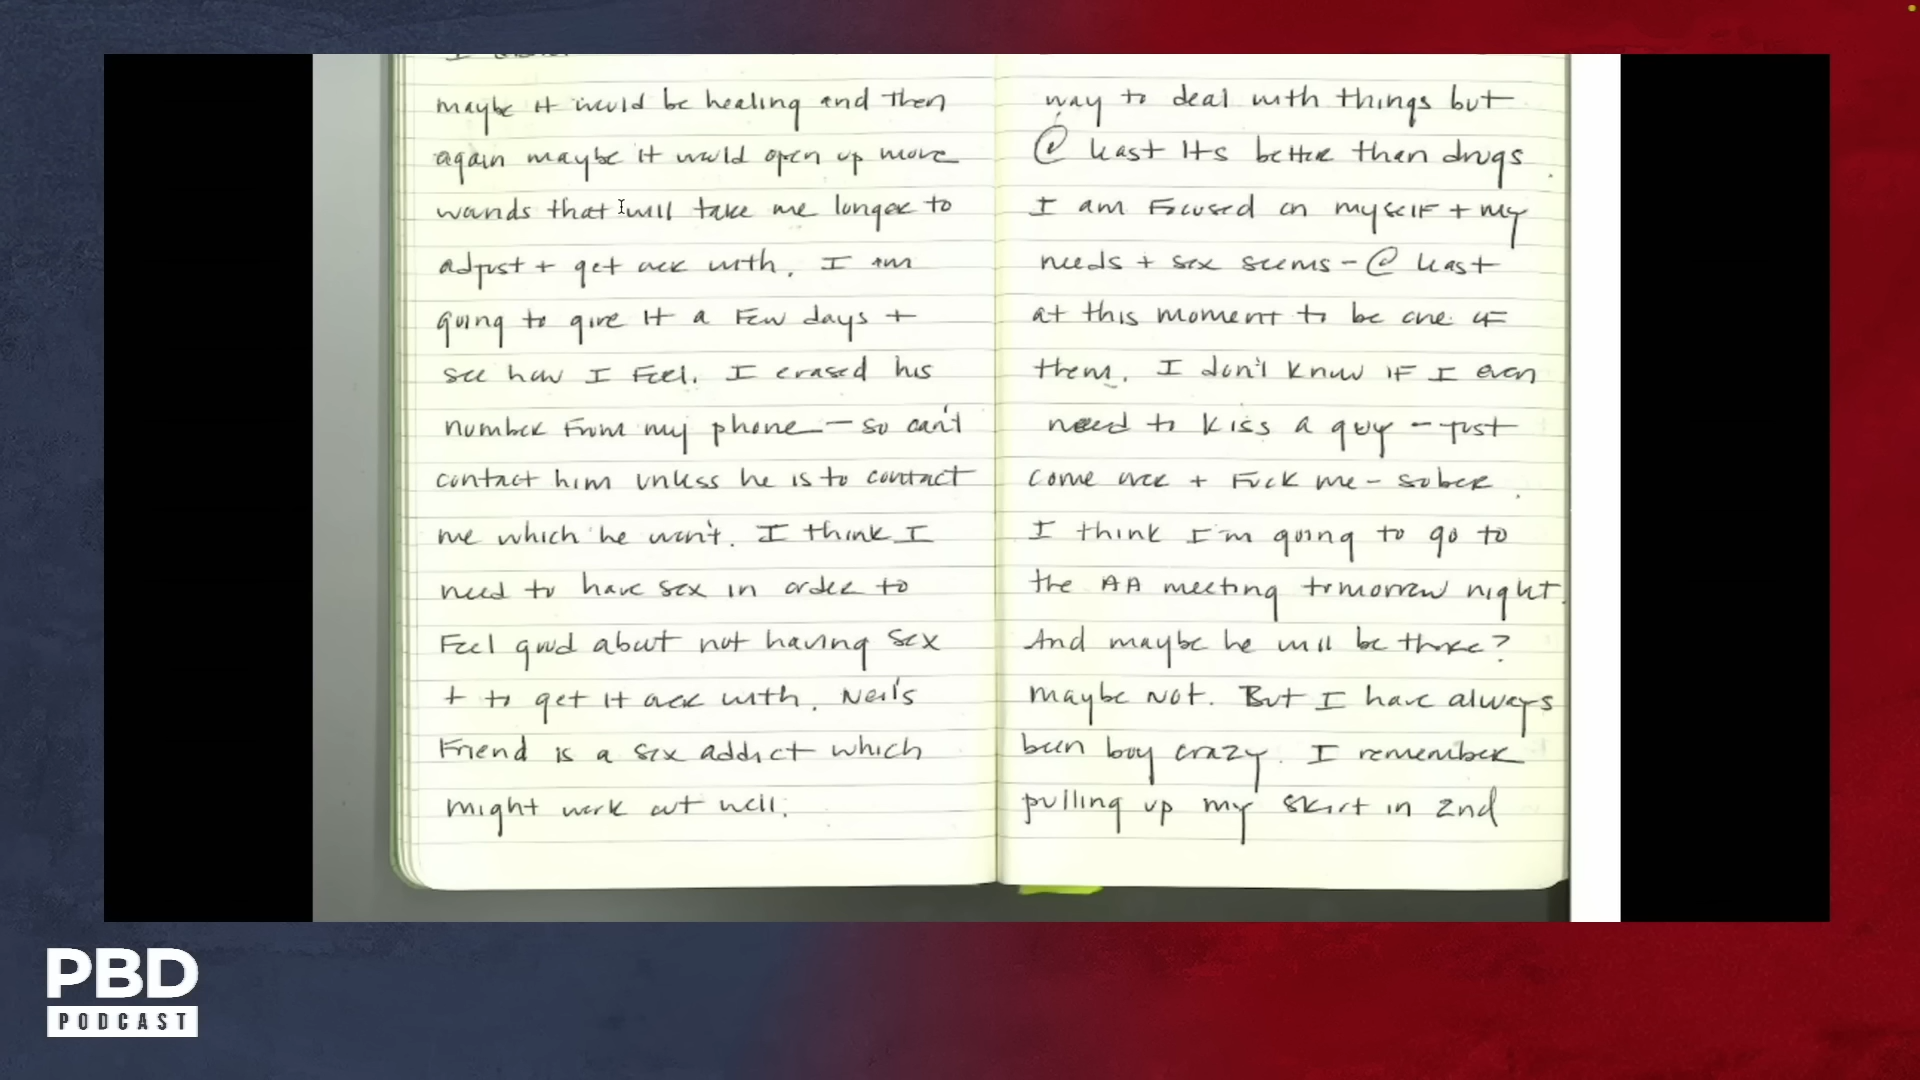 maybe it would be healing and then
again maybe it would open up more
wounds that will take me longer to
adjust + get over with. I am
going to give it a few days +
see how I feel. I erased his
number from my phone - so can't
contact him unless he is to contact
me which he won't. I think I
need to have sex in order to
feel good about not having sex
+ to get it over with. Neil's
Friend is a sex addict which
might work out well.
way to deal with things but
@ least its better than drugs.
I am focused on myself + my
needs + sex seems - @ least
at this moment to be one of
them. I don't know if I even
need to kiss a guy - just
come over + fuck me - sober.
I think I'm going to go to
the AA meeting tomorrow night.
And maybe he will be there?
maybe not. But I have always
been boy crazy. I remember
pulling up my skirt in 2nd
PBD
PODCAST